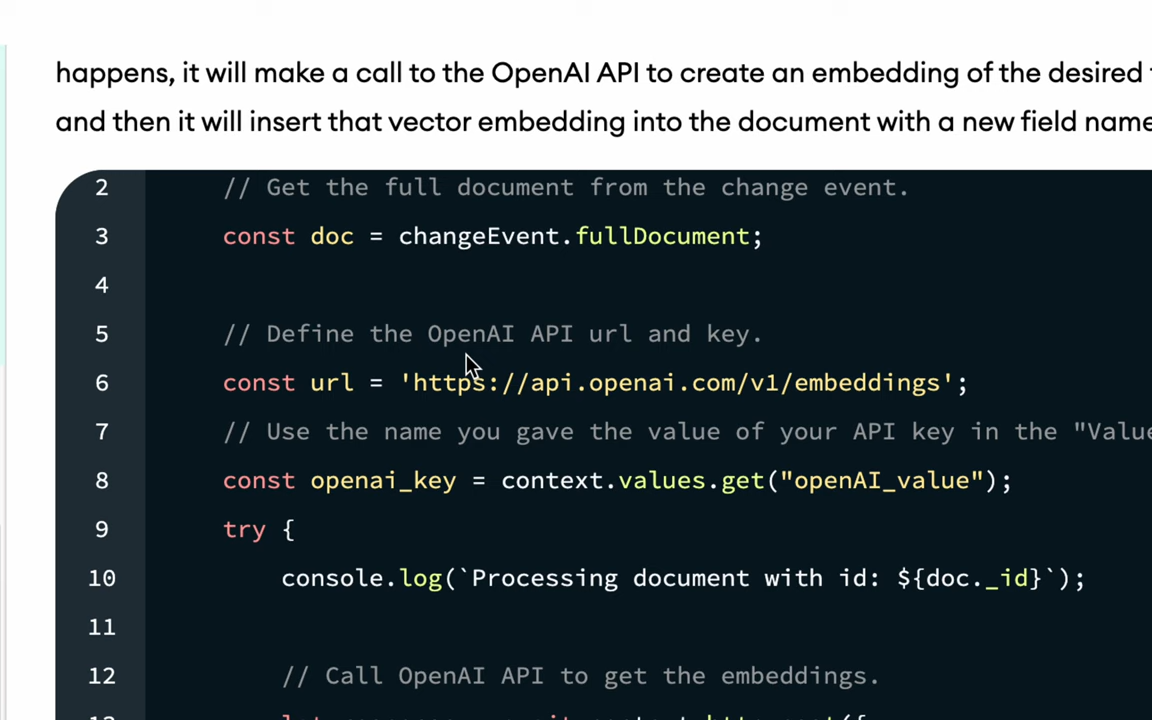 happens, it will make a call to the OpenAI API to create an embedding of the desired
and then it will insert that vector embedding into the document with a new field name
2 // Get the full document from the change event.
3 const doc = changeEvent.fullDocument;
4
5 // Define the OpenAI API url and key.
6 const url = 'https://api.openai.com/v1/embeddings';
7 // Use the name you gave the value of your API key in the "Value
8 const openai_key = context.values.get("openAI_value");
9 try {
10 console.log(`Processing document with id: ${doc._id}`);
11
12 // Call OpenAI API to get the embeddings.